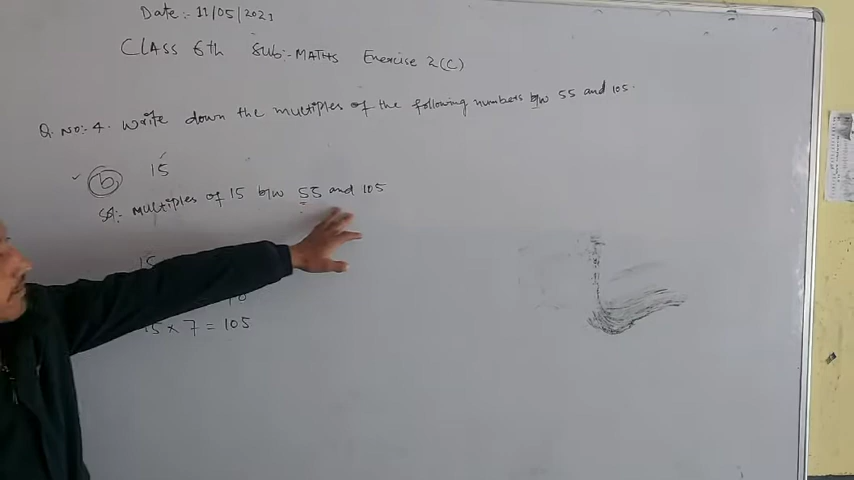 Date:- 11/05/2021
CLASS 6th Sub:- MATHS Exercise 2(C)
Q.No:- 4. Write down the multiples of the following numbers b/w 55 and 105.
(b) 15
Sol: Multiples of 15 b/w 55 and 105
15
15 × 7 = 105